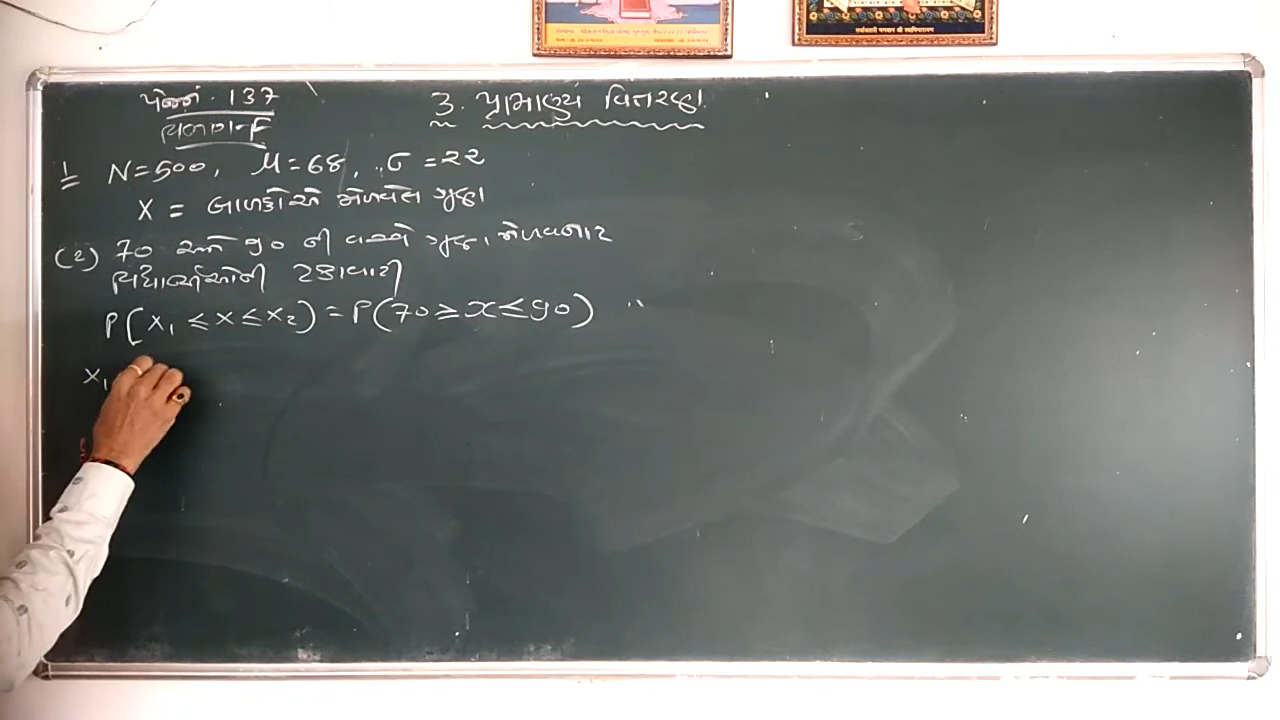 પેજનં. 137
3. પ્રામાણ્ય વિતરણ
વિભાગ-F
1 N=500, M=68, σ=22
X = બાળકોએ મેળવેલ ગુણ
(2) 70 અને 90 ની વચ્ચે ગુણ મેળવનાર
વિદ્યાર્થીઓની ટકાવારી
P[x₁ ≤ x ≤ x₂) = P(70 ≥ x ≤ 90)
x₁